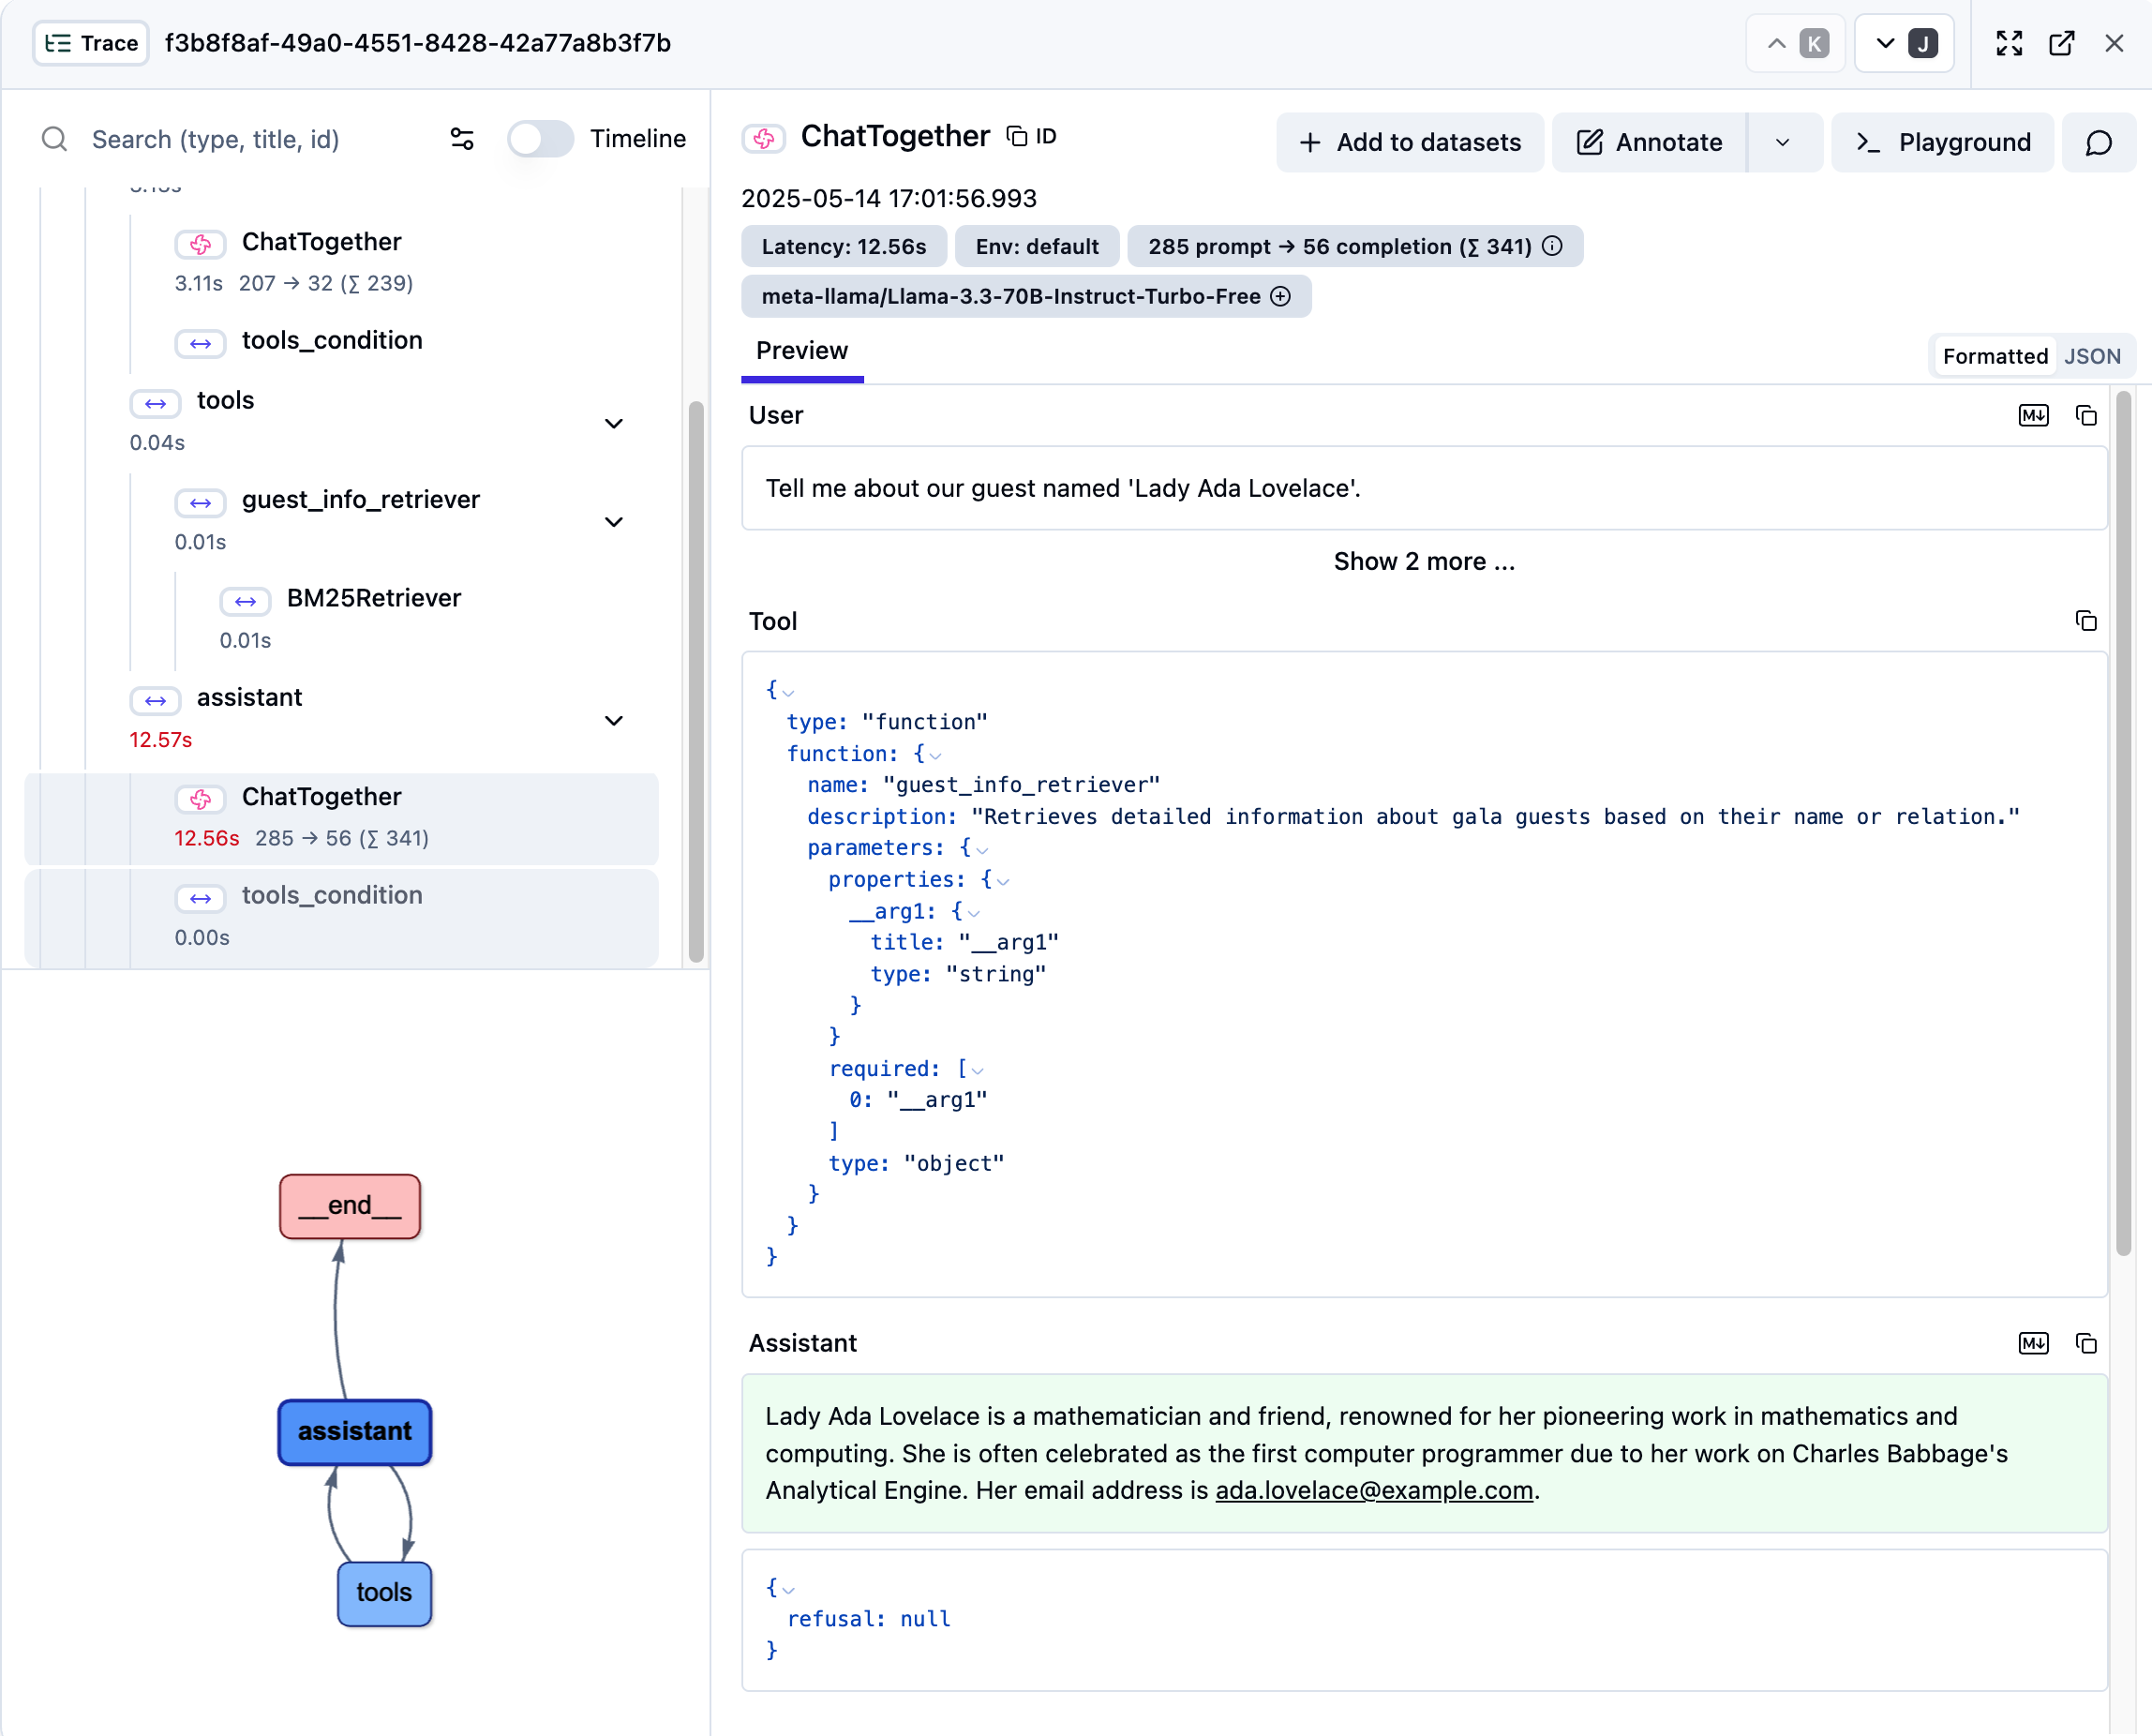 Trace f3b8f8af-49a0-4551-8428-42a77a8b3f7b K J
Search (type, title, id) Timeline
ChatTogether
3.11s 207 → 32 (∑ 239)
tools_condition
tools
0.04s
guest_info_retriever
0.01s
BM25Retriever
0.01s
assistant
12.57s
ChatTogether
12.56s 285 → 56 (∑ 341)
tools_condition
0.00s
__end__
assistant
tools
ChatTogether ID
Add to datasets Annotate Playground
2025-05-14 17:01:56.993
Latency: 12.56s Env: default 285 prompt → 56 completion (∑ 341)
meta-llama/Llama-3.3-70B-Instruct-Turbo-Free
Preview Formatted JSON
User
Tell me about our guest named 'Lady Ada Lovelace'.
Show 2 more ...
Tool
{
type: "function"
function: {
name: "guest_info_retriever"
description: "Retrieves detailed information about gala guests based on their name or relation."
parameters: {
properties: {
__arg1: {
title: "__arg1"
type: "string"
}
}
required: [
0: "__arg1"
]
type: "object"
}
}
}
Assistant
Lady Ada Lovelace is a mathematician and friend, renowned for her pioneering work in mathematics and
computing. She is often celebrated as the first computer programmer due to her work on Charles Babbage's
Analytical Engine. Her email address is ada.lovelace@example.com.
{
refusal: null
}